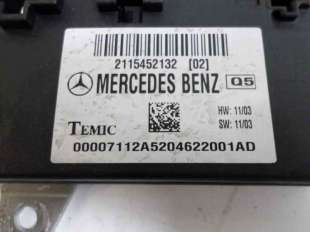 2115452132 [02]
MERCEDES BENZ Q5
HW: 11/03
SW: 11/03
TEMIC
00007112A5204622001AD